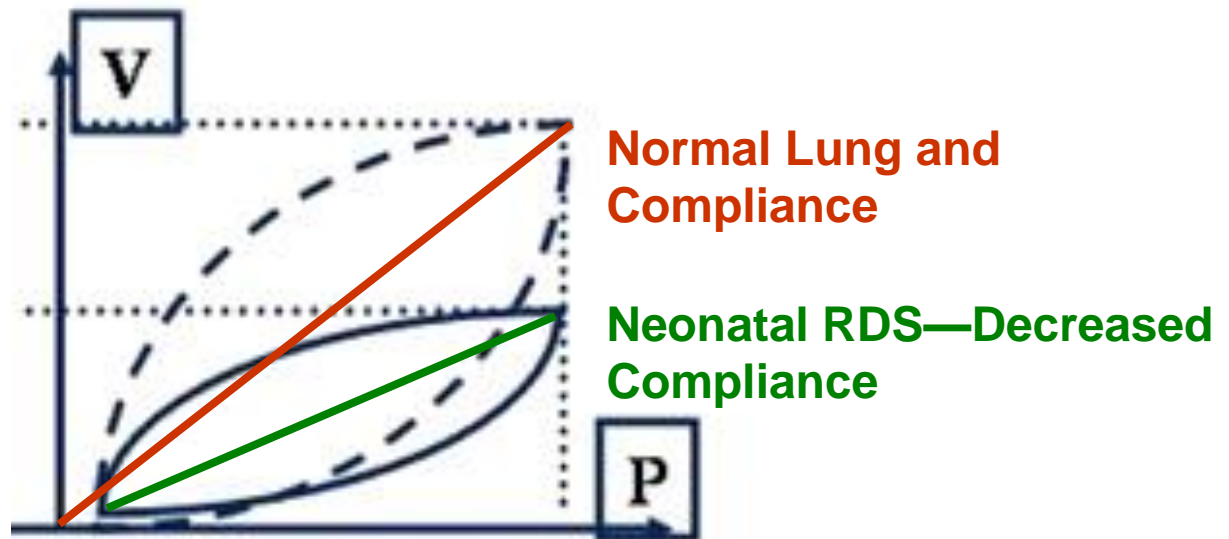 V
Normal Lung and
Compliance
Neonatal RDS—Decreased
Compliance
P